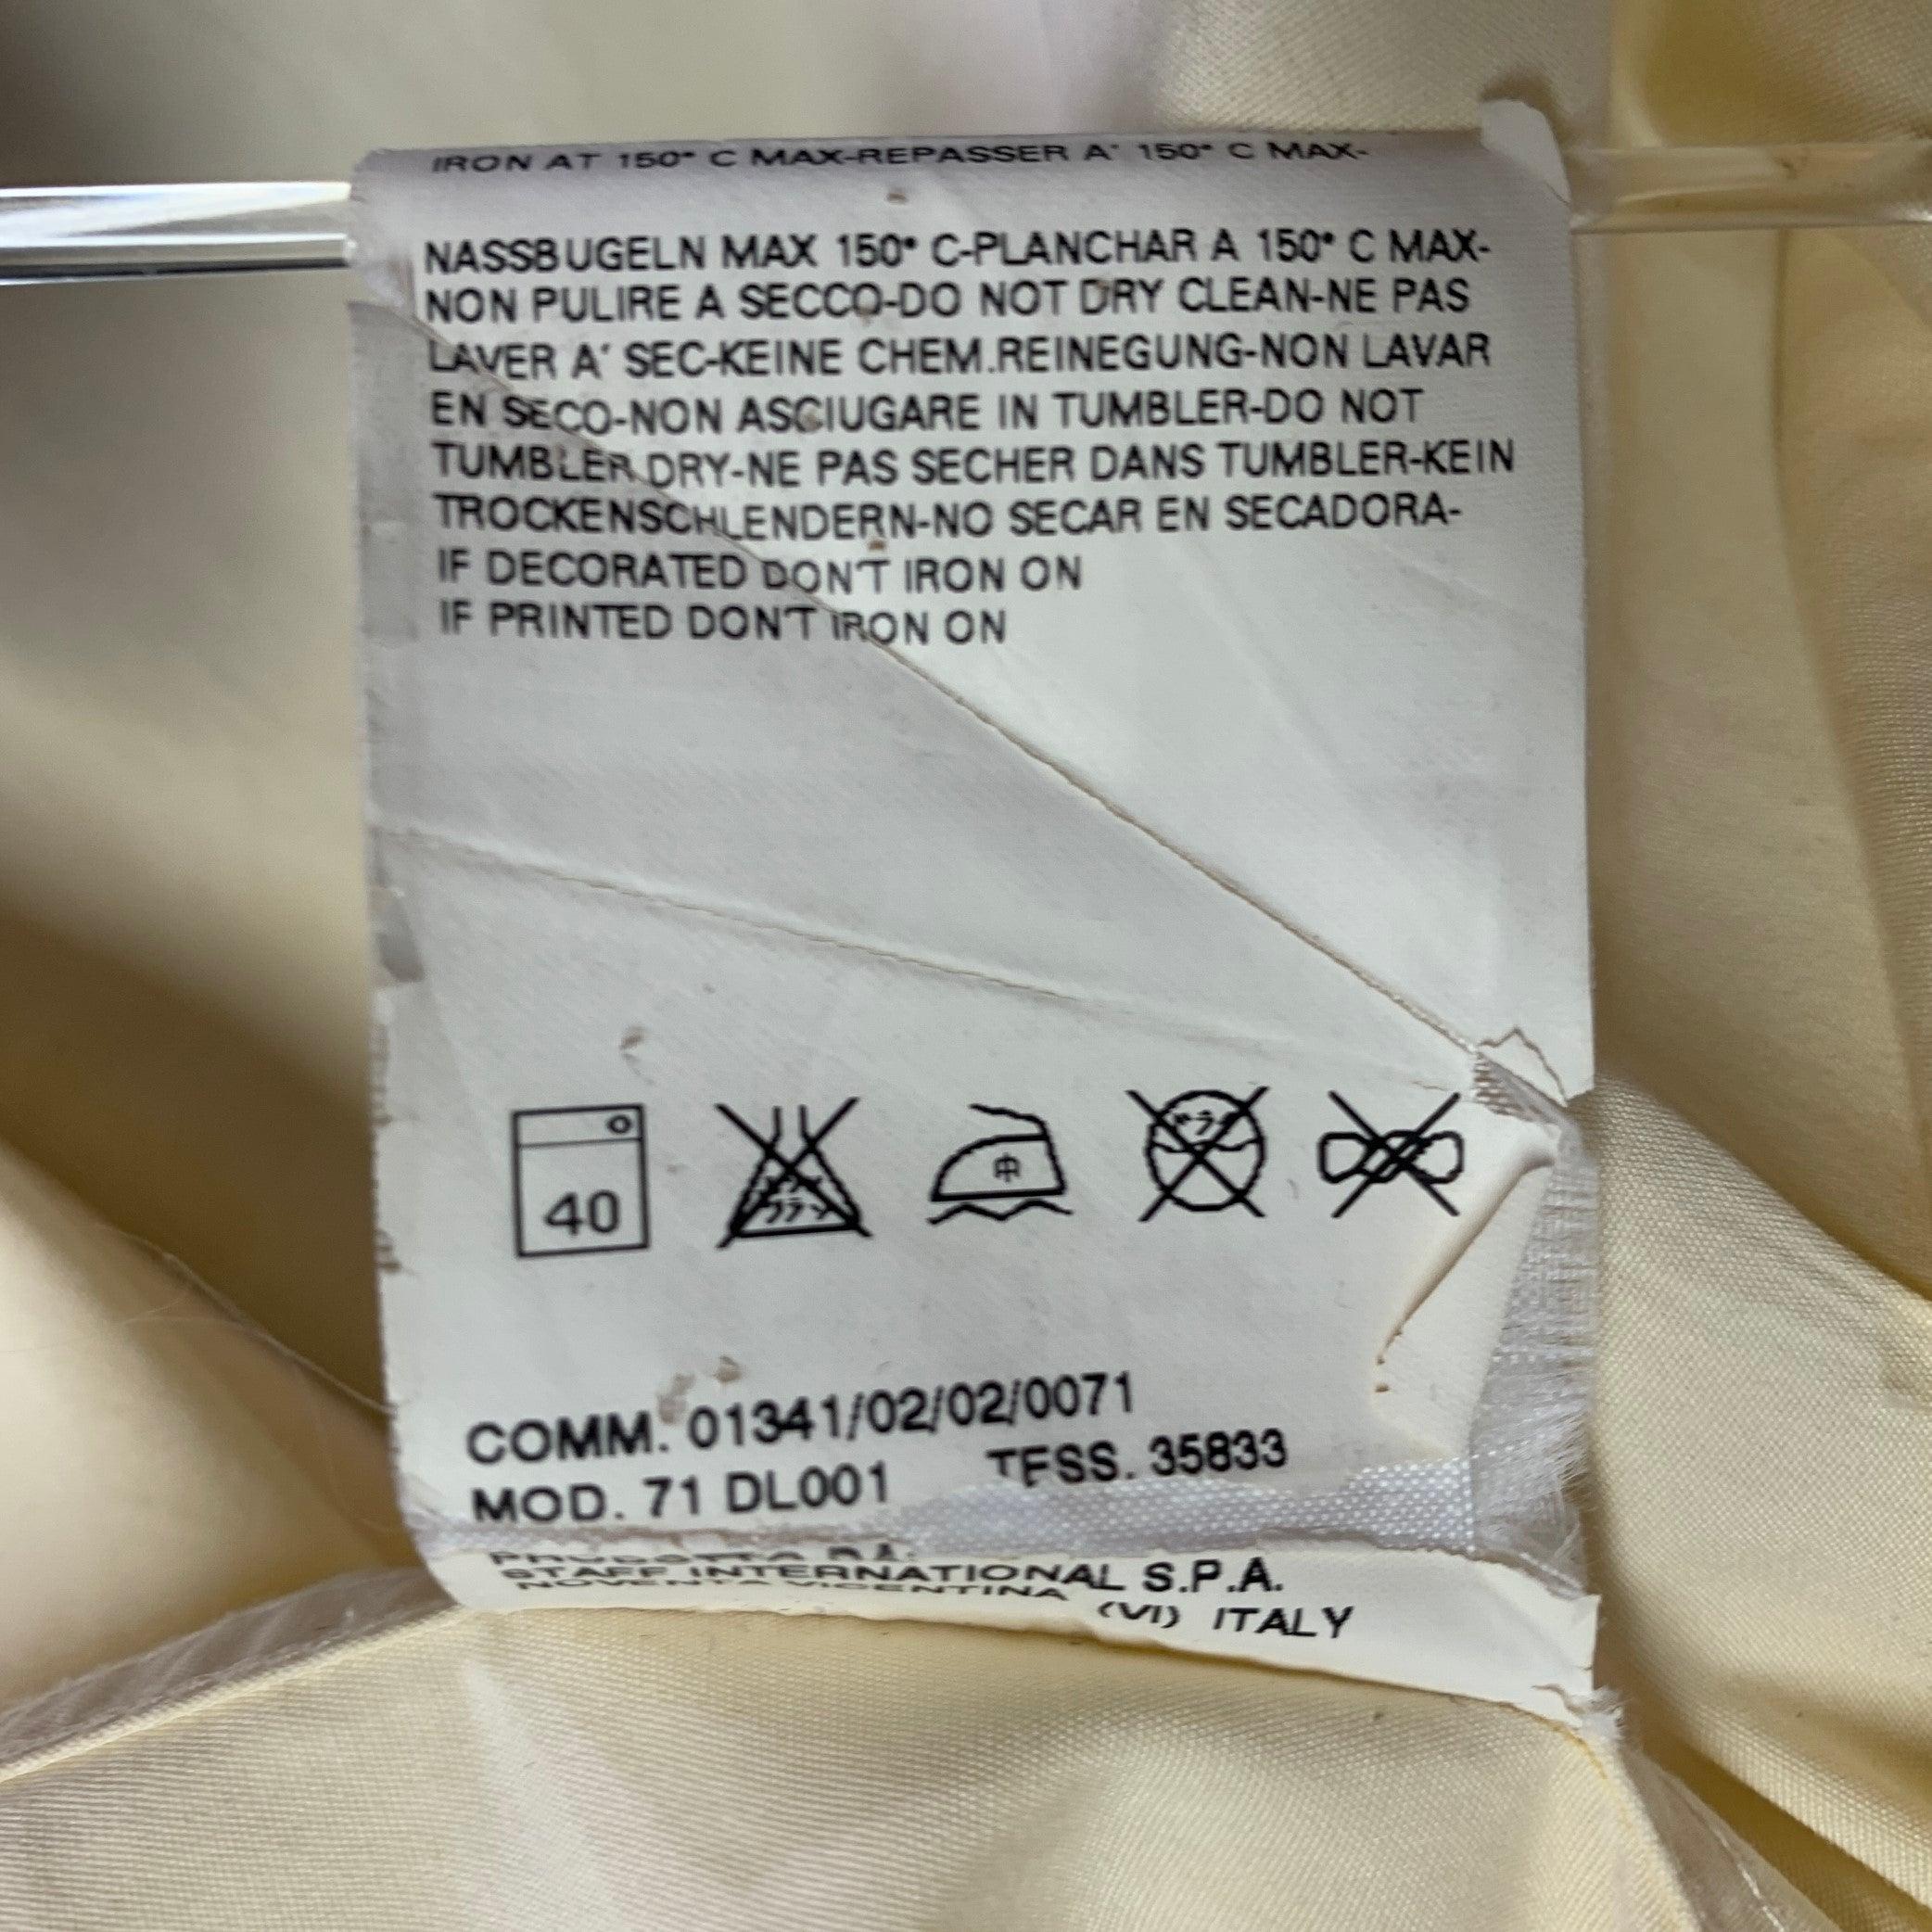 IRON AT 150° C MAX-REPASSER A' 150° C MAX-
NASSBUGELN MAX 150° C-PLANCHAR A 150° C MAX-
NON PULIRE A SECCO-DO NOT DRY CLEAN-NE PAS
LAVER A' SEC-KEINE CHEM.REINEGUNG-NON LAVAR
EN SECO-NON ASCIUGARE IN TUMBLER-DO NOT
TUMBLER DRY-NE PAS SECHER DANS TUMBLER-KEIN
TROCKENSCHLENDERN-NO SECAR EN SECADORA-
IF DECORATED DON'T IRON ON
IF PRINTED DON'T IRON ON
40 中
COMM. 01341/02/02/0071
MOD. 71 DL001 TESS. 35833
STAFF INTERNATIONAL S.P.A.
NOVENTA VICENTINA (VI) ITALY